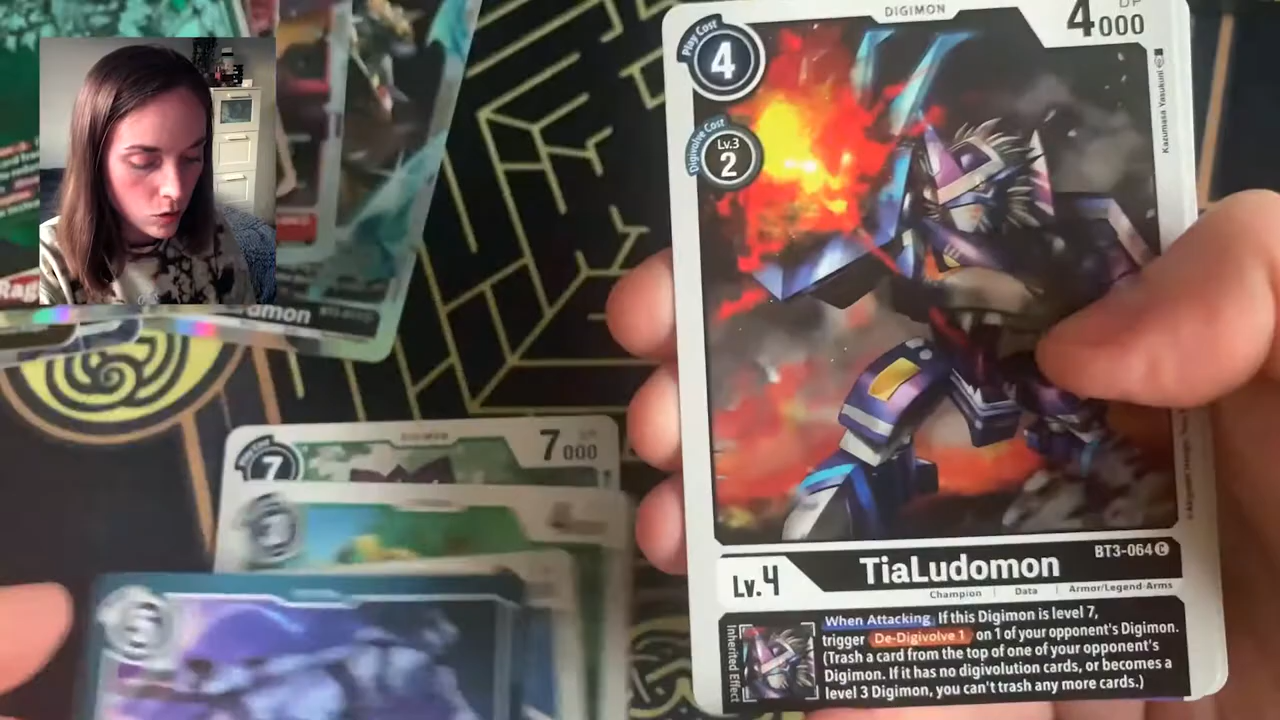 DIGIMON
DP
4000
Play Cost
4
Digivolve Cost
Lv.3
2
Kazumasa Yasukuni
TiaLudomon
BT3-064 C
Lv.4
Champion
Data
Armor/Legend-Arms
Inherited Effect
When Attacking If this Digimon is level 7,
trigger De-Digivolve 1 on 1 of your opponent's Digimon.
(Trash a card from the top of one of your opponent's
Digimon. If it has no digivolution cards, or becomes a
level 3 Digimon, you can't trash any more cards.)
DIGIMON
7
7000
DP